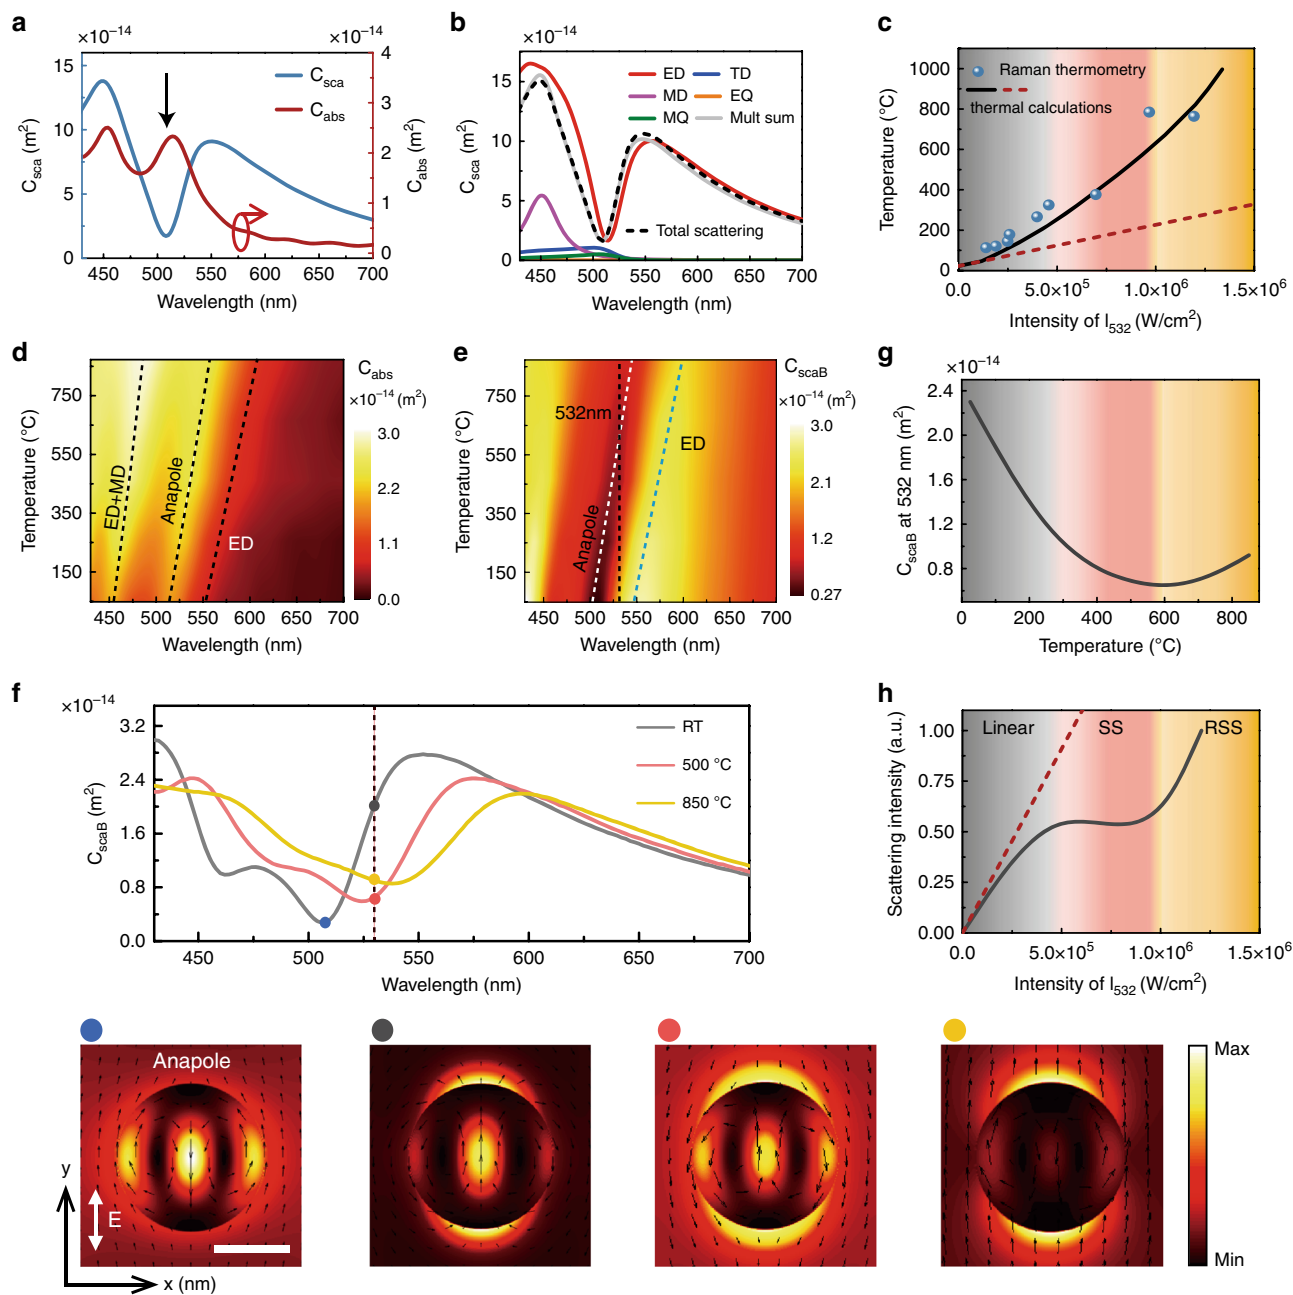 a
×10⁻¹⁴
×10⁻¹⁴
C_sca
C_abs
15
10
5
0
4
3
2
1
0
C_sca (m²)
C_abs (m²)
450 500 550 600 650 700
Wavelength (nm)
b
×10⁻¹⁴
ED TD
MD EQ
MQ Mult sum
Total scattering
15
10
5
0
C_sca (m²)
450 500 550 600 650 700
Wavelength (nm)
c
Raman thermometry
thermal calculations
1000
800
600
400
200
0
Temperature (°C)
0.0 5.0×10⁵ 1.0×10⁶ 1.5×10⁶
Intensity of I₅₃₂ (W/cm²)
d
750
550
350
150
Temperature (°C)
ED+MD
Anapole
ED
C_abs
×10⁻¹⁴ (m²)
3.0
2.2
1.1
0.0
450 500 550 600 650 700
Wavelength (nm)
e
750
550
350
150
Temperature (°C)
532nm
Anapole
ED
C_scaB
×10⁻¹⁴ (m²)
3.0
2.1
1.2
0.27
450 500 550 600 650 700
Wavelength (nm)
g
×10⁻¹⁴
2.4
2.0
1.6
1.2
0.8
C_scaB at 532 nm (m²)
0 200 400 600 800
Temperature (°C)
f
×10⁻¹⁴
RT
500 °C
850 °C
3.2
2.4
1.6
0.8
0.0
C_scaB (m²)
450 500 550 600 650 700
Wavelength (nm)
h
Linear SS RSS
1.00
0.75
0.50
0.25
0.00
Scattering intensity (a.u.)
0.0 5.0×10⁵ 1.0×10⁶ 1.5×10⁶
Intensity of I₅₃₂ (W/cm²)
Anapole
y
E
x (nm)
Max
Min